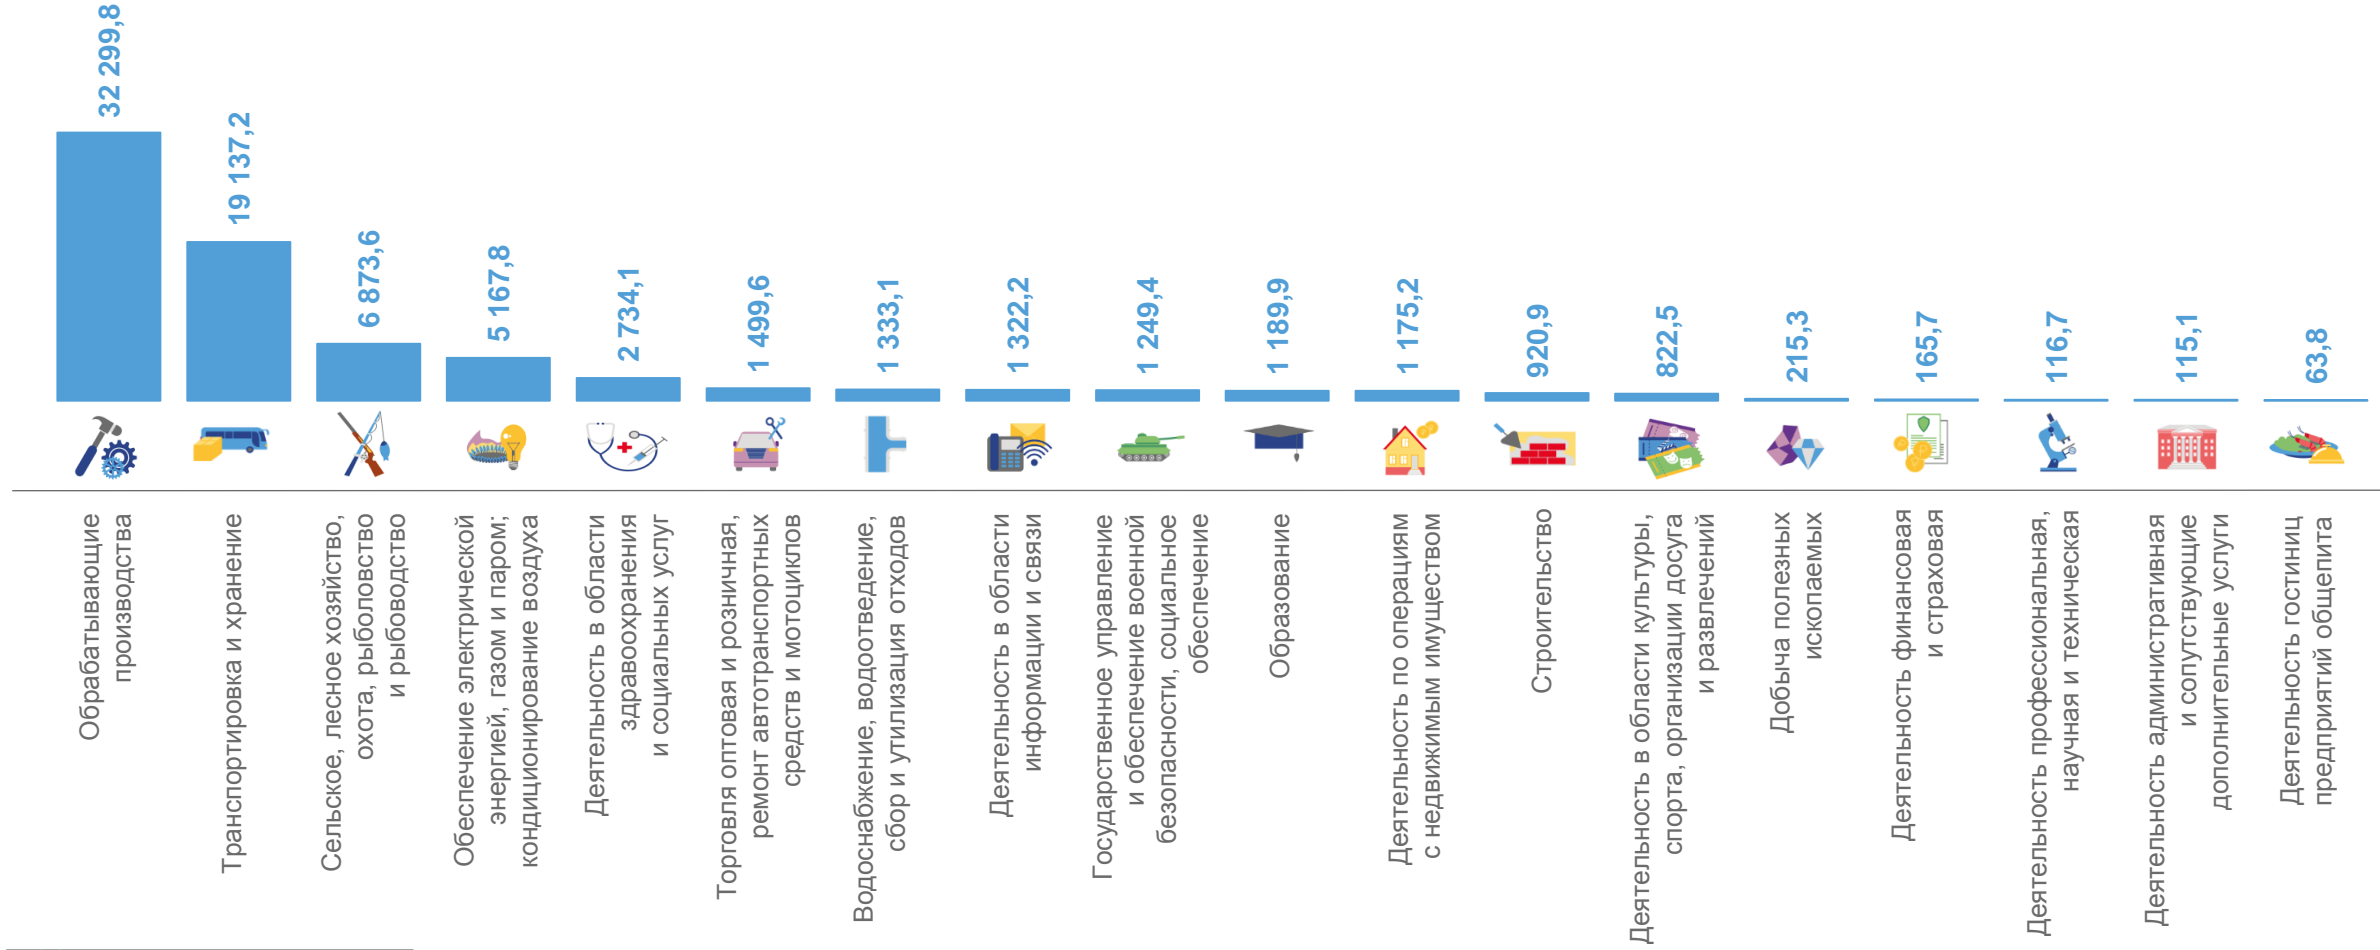 32 299,8
19 137,2
6 873,6
5 167,8
2 734,1
1 499,6
1 333,1
1 322,2
1 249,4
1 189,9
1 175,2
920,9
822,5
215,3
165,7
116,7
115,1
63,8
Обрабатывающие
производства
Транспортировка и хранение
Сельское, лесное хозяйство,
охота, рыболовство
и рыбоводство
Обеспечение электрической
энергией, газом и паром;
кондиционирование воздуха
Деятельность в области
здравоохранения
и социальных услуг
Торговля оптовая и розничная,
ремонт автотранспортных
средств и мотоциклов
Водоснабжение, водоотведение,
сбор и утилизация отходов
Деятельность в области
информации и связи
Государственное управление
и обеспечение военной
безопасности, социальное
обеспечение
Образование
Деятельность по операциям
с недвижимым имуществом
Строительство
Деятельность в области культуры,
спорта, организации досуга
и развлечений
Добыча полезных
ископаемых
Деятельность финансовая
и страховая
Деятельность профессиональная,
научная и техническая
Деятельность административная
и сопутствующие
дополнительные услуги
Деятельность гостиниц
предприятий общепита